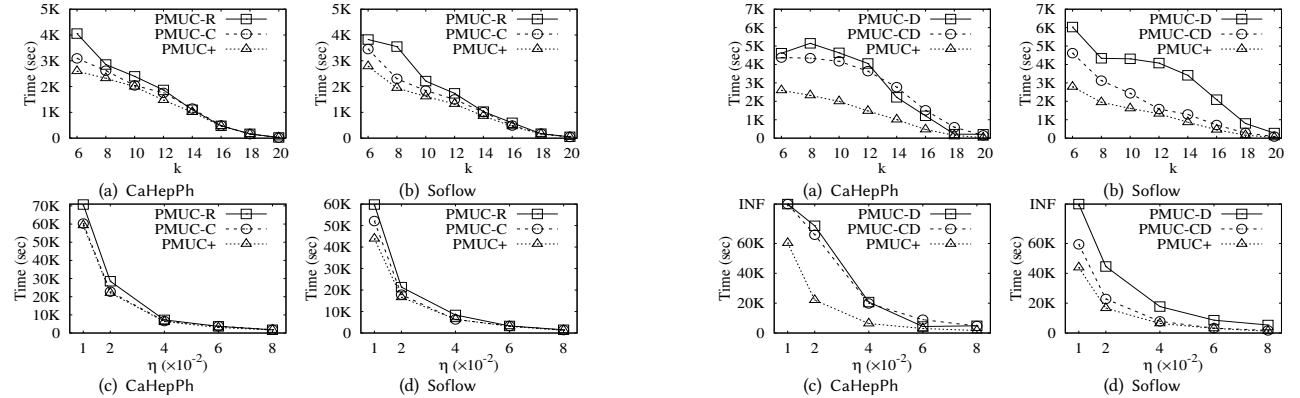 5K
4K
3K
2K
1K
0
Time (sec)
PMUC-R
PMUC-C
PMUC+
6 8 10 12 14 16 18 20
k
(a) CaHepPh
5K
4K
3K
2K
1K
0
Time (sec)
PMUC-R
PMUC-C
PMUC+
6 8 10 12 14 16 18 20
k
(b) Soflow
70K
60K
50K
40K
30K
20K
10K
0
Time (sec)
PMUC-R
PMUC-C
PMUC+
1 2 4 6 8
η (×10-2)
(c) CaHepPh
60K
50K
40K
30K
20K
10K
0
Time (sec)
PMUC-R
PMUC-C
PMUC+
1 2 4 6 8
η (×10-2)
(d) Soflow
7K
6K
5K
4K
3K
2K
1K
0
Time (sec)
PMUC-D
PMUC-CD
PMUC+
6 8 10 12 14 16 18 20
k
(a) CaHepPh
7K
6K
5K
4K
3K
2K
1K
0
Time (sec)
PMUC-D
PMUC-CD
PMUC+
6 8 10 12 14 16 18 20
k
(b) Soflow
INF
60K
40K
20K
0
Time (sec)
PMUC-D
PMUC-CD
PMUC+
1 2 4 6 8
η (×10-2)
(c) CaHepPh
INF
60K
40K
20K
0
Time (sec)
PMUC-D
PMUC-CD
PMUC+
1 2 4 6 8
η (×10-2)
(d) Soflow